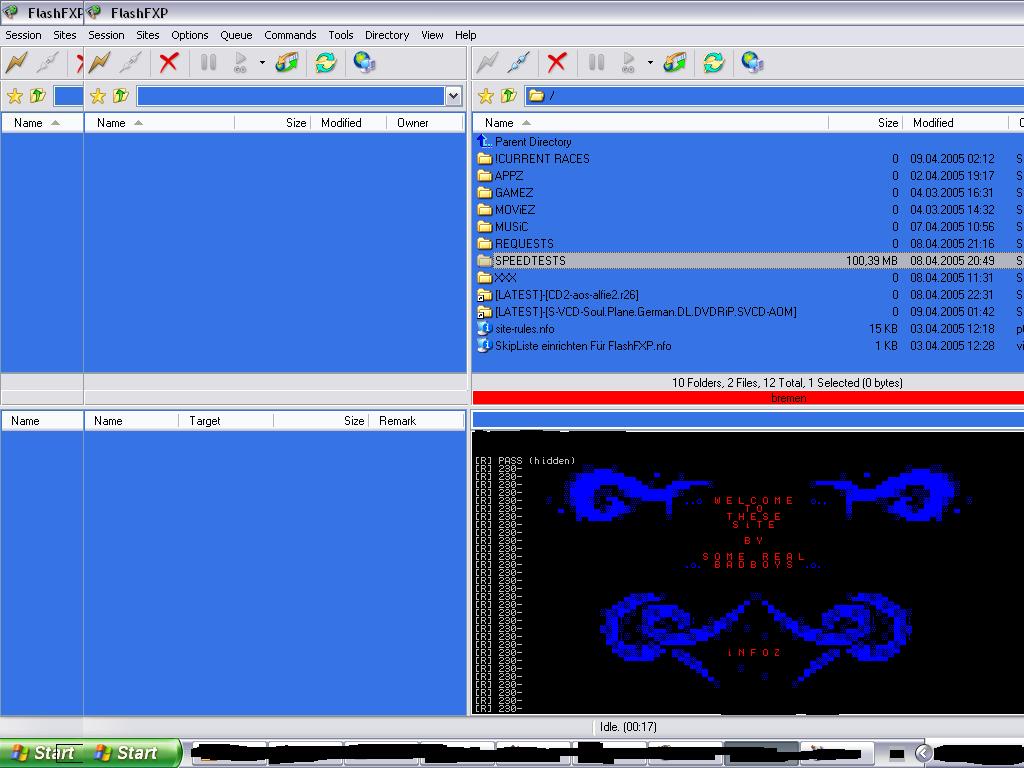 FlashFXP FlashFXP
Session Sites Session Sites Options Queue Commands Tools Directory View Help
/
Name Name Size Modified Owner Name Size Modified
Parent Directory
!CURRENT RACES 0 09.04.2005 02:12 S
APPZ 0 02.04.2005 19:17 S
GAMEZ 0 04.03.2005 16:31 S
MOViEZ 0 04.03.2005 14:32 S
MUSiC 0 07.04.2005 10:56 S
REQUESTS 0 08.04.2005 21:16 S
SPEEDTESTS 100,39 MB 08.04.2005 20:49 S
XXX 0 08.04.2005 11:31 S
[LATEST]-[CD2-aos-alfie2.r26] 0 08.04.2005 22:31 S
[LATEST]-[S-VCD-Soul.Plane.German.DL.DVDRiP.SVCD-AOM] 0 09.04.2005 01:42 S
site-rules.nfo 15 KB 03.04.2005 12:18
SkipListe einrichten Für FlashFXP.nfo 1 KB 03.04.2005 12:28 vi
10 Folders, 2 Files, 12 Total, 1 Selected (0 bytes)
bremen
Name Name Target Size Remark
[R] PASS (hidden)
[R] 230-
[R] 230-
[R] 230-
[R] 230-
[R] 230- WELCOME
[R] 230- TO
[R] 230- THESE
[R] 230- SiTE
[R] 230-
[R] 230- BY
[R] 230-
[R] 230- SOME REAL
[R] 230- .o. BADBOYS .o.
[R] 230-
[R] 230-
[R] 230-
[R] 230-
[R] 230-
[R] 230-
[R] 230-
[R] 230-
[R] 230-
[R] 230-
[R] 230- iNFOZ
[R] 230-
[R] 230-
[R] 230-
[R] 230-
[R] 230-
[R] 230-
[R] 230-
Idle. (00:17)
Start Start